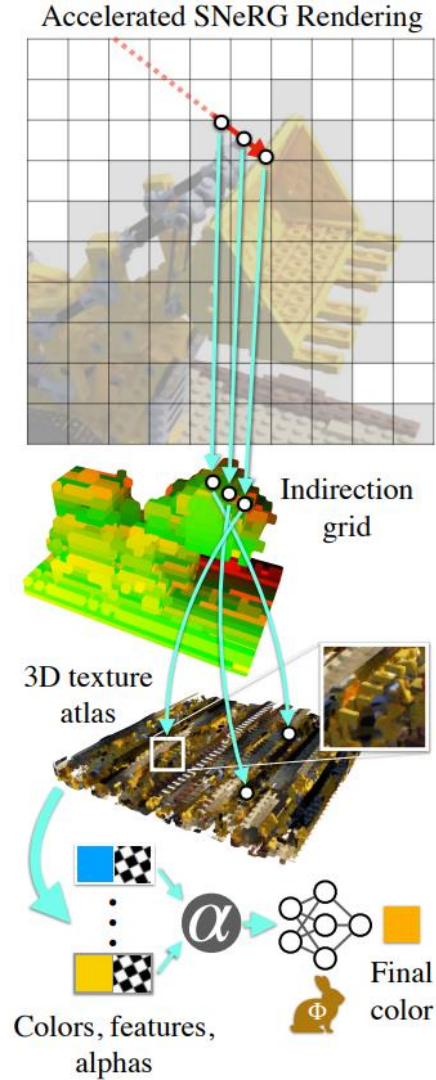 Accelerated SNeRG Rendering
Indirection
grid
3D texture
atlas
α
Φ
Final
color
Colors, features,
alphas